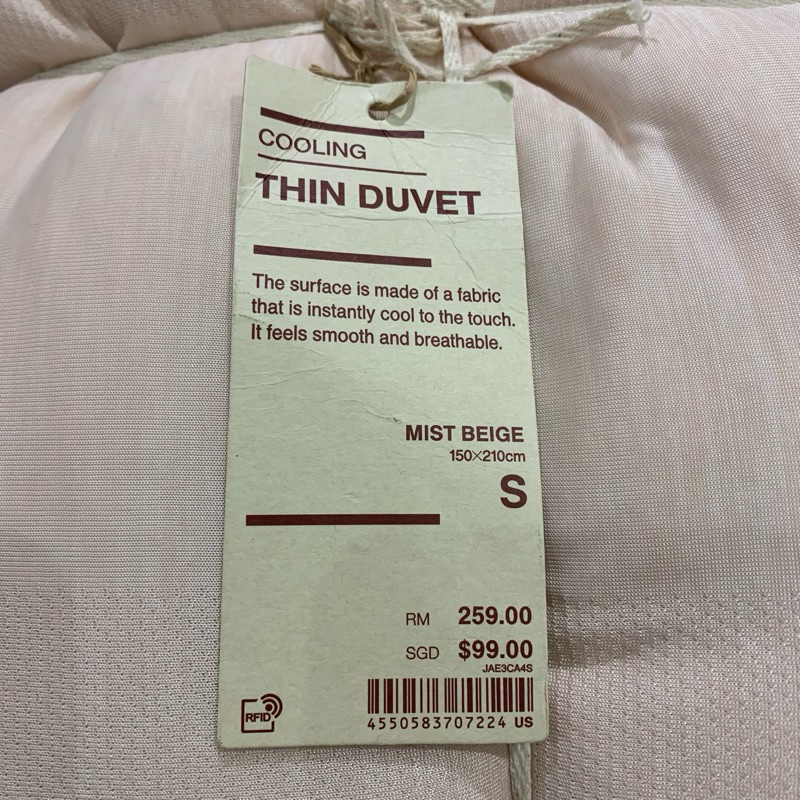 COOLING
THIN DUVET
The surface is made of a fabric
that is instantly cool to the touch.
It feels smooth and breathable.
MIST BEIGE
150×210cm
S
RM 259.00
SGD $99.00
JAE3CA4S
RFID
4550583707224 US